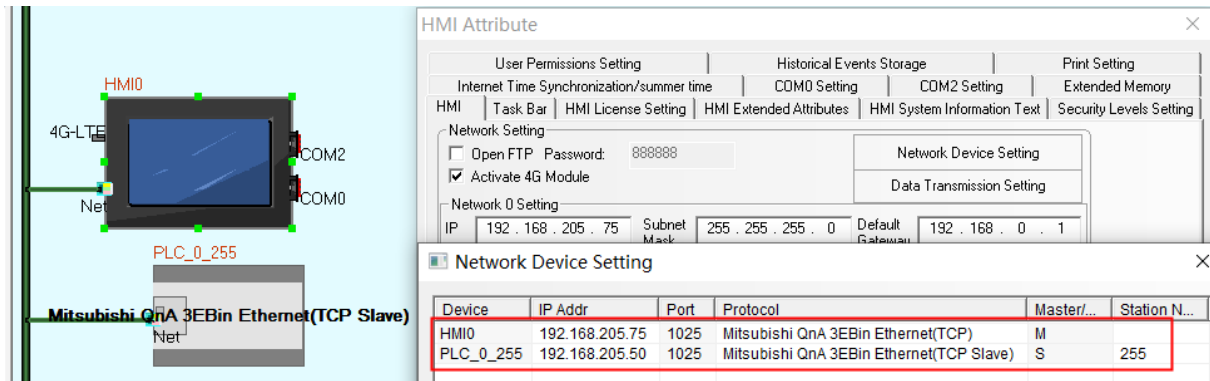 HMI0
4G-LTE
COM2
COM0
Net
PLC_0_255
Mitsubishi QnA 3EBin Ethernet(TCP Slave)
Net
HMI Attribute
User Permissions Setting Historical Events Storage Print Setting
Internet Time Synchronization/summer time COM0 Setting COM2 Setting Extended Memory
HMI Task Bar HMI License Setting HMI Extended Attributes HMI System Information Text Security Levels Setting
Network Setting
Open FTP Password: 888888 Network Device Setting
Activate 4G Module Data Transmission Setting
Network 0 Setting
IP 192 . 168 . 205 . 75 Subnet Mask 255 . 255 . 255 . 0 Default Gateway 192 . 168 . 0 . 1
Network Device Setting
Device IP Addr Port Protocol Master/... Station N...
HMI0 192.168.205.75 1025 Mitsubishi QnA 3EBin Ethernet(TCP) M
PLC_0_255 192.168.205.50 1025 Mitsubishi QnA 3EBin Ethernet(TCP Slave) S 255